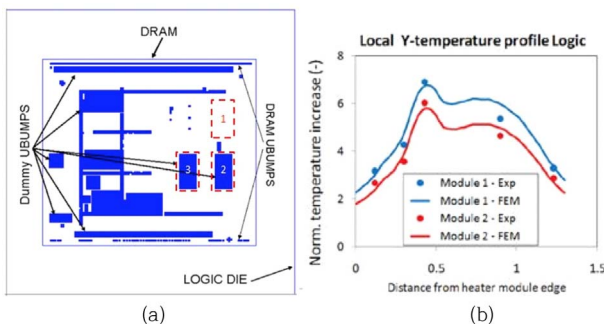 (a)
DRAM
Dummy UBUMPS
DRAM UBUMPS
1
3
2
LOGIC DIE
(a)
(b)
Local Y-temperature profile Logic
Norm. temperature increase (-)
8
6
4
2
0
Module 1 - Exp
Module 1 - FEM
Module 2 - Exp
Module 2 - FEM
0
0.5
1
1.5
Distance from heater module edge
(b)